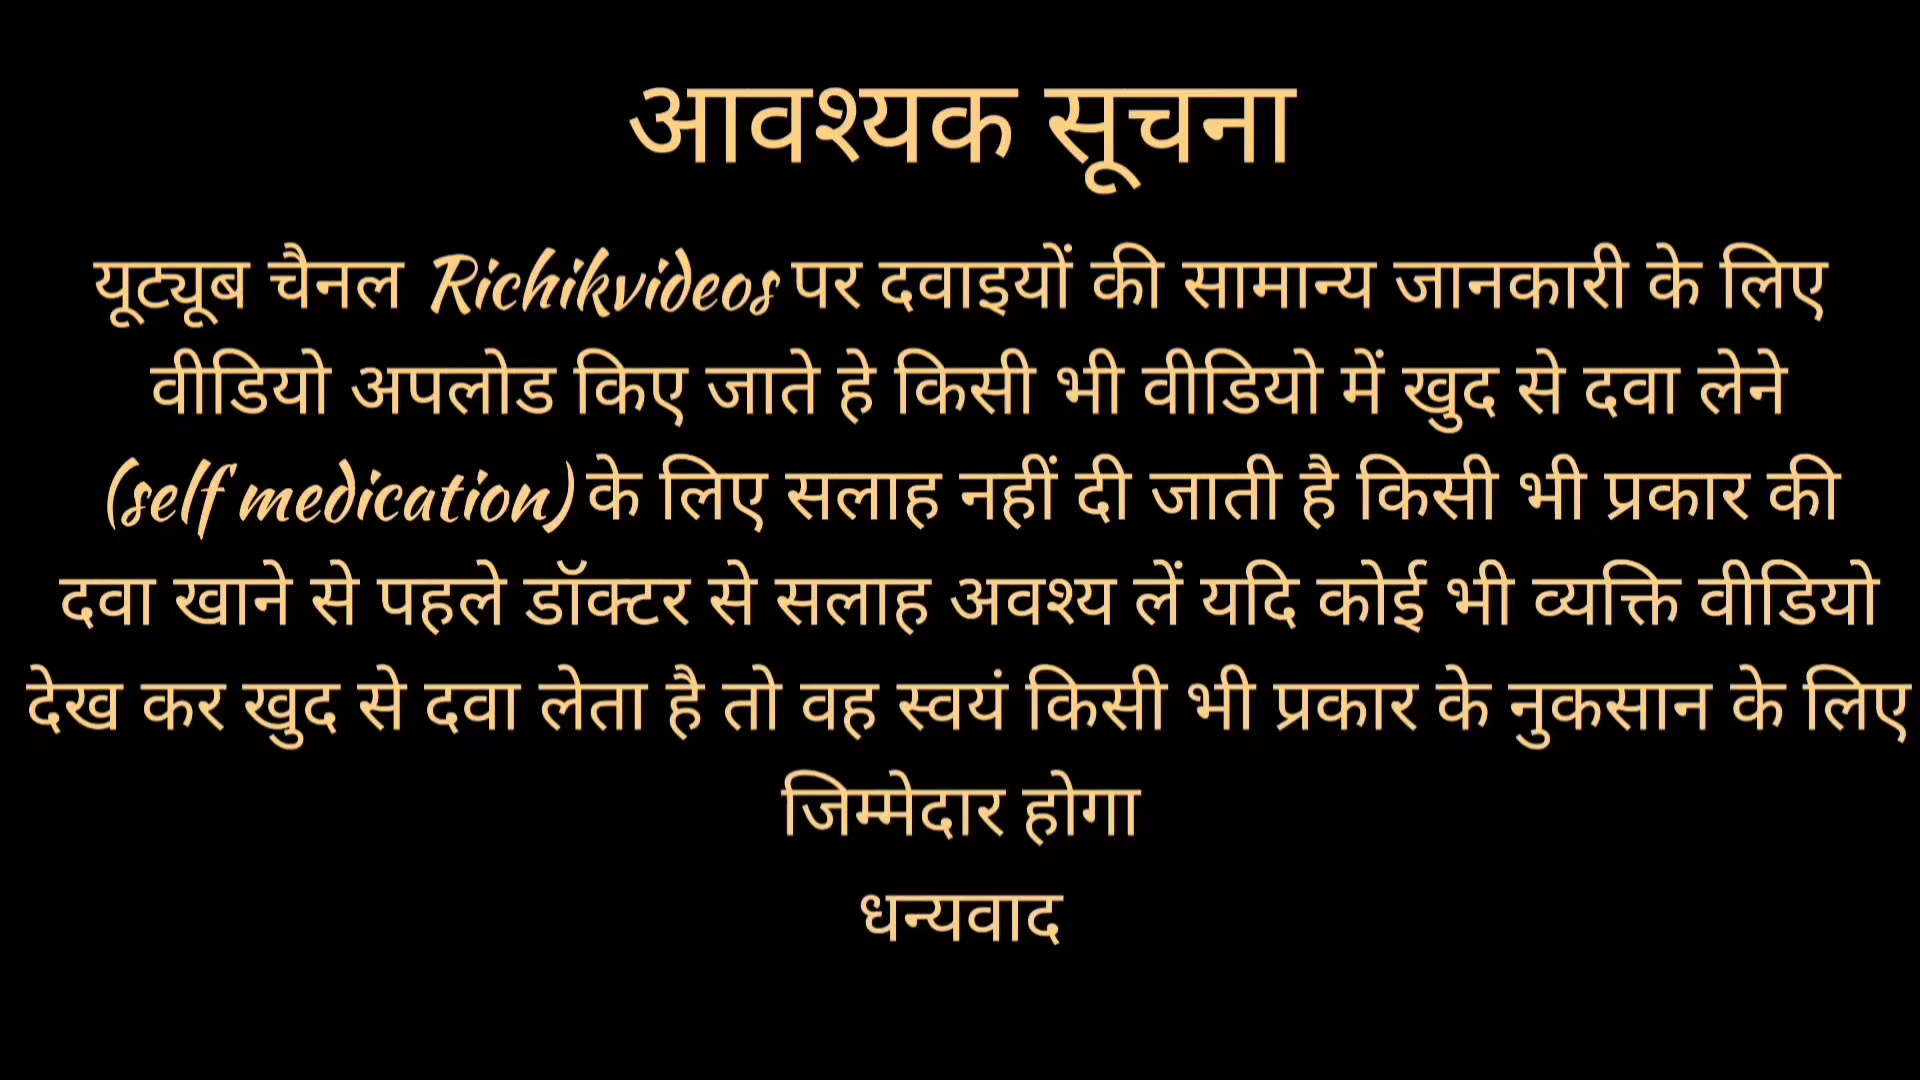 आवश्यक सूचना
यूट्यूब चैनल Richikvideos पर दवाइयों की सामान्य जानकारी के लिए
वीडियो अपलोड किए जाते हे किसी भी वीडियो में खुद से दवा लेने
(self medication) के लिए सलाह नहीं दी जाती है किसी भी प्रकार की
दवा खाने से पहले डॉक्टर से सलाह अवश्य लें यदि कोई भी व्यक्ति वीडियो
देख कर खुद से दवा लेता है तो वह स्वयं किसी भी प्रकार के नुकसान के लिए
जिम्मेदार होगा
धन्यवाद